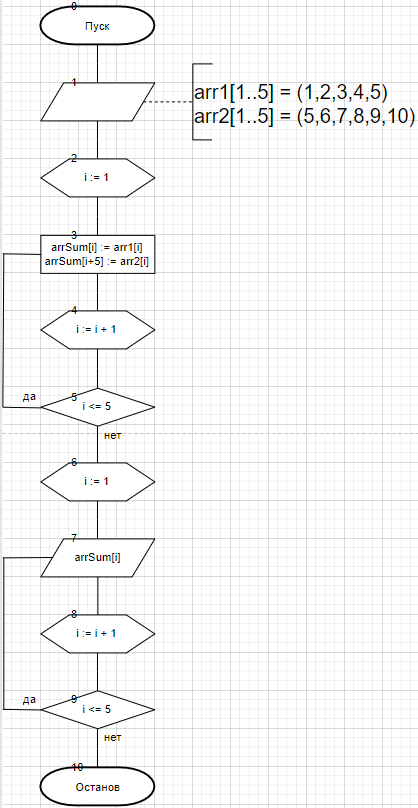 0
Пуск
1
arr1[1..5] = (1,2,3,4,5)
arr2[1..5] = (5,6,7,8,9,10)
2
i := 1
3
arrSum[i] := arr1[i]
arrSum[i+5] := arr2[i]
4
i := i + 1
5
да
i <= 5
нет
6
i := 1
7
arrSum[i]
8
i := i + 1
9
да
i <= 5
нет
10
Останов